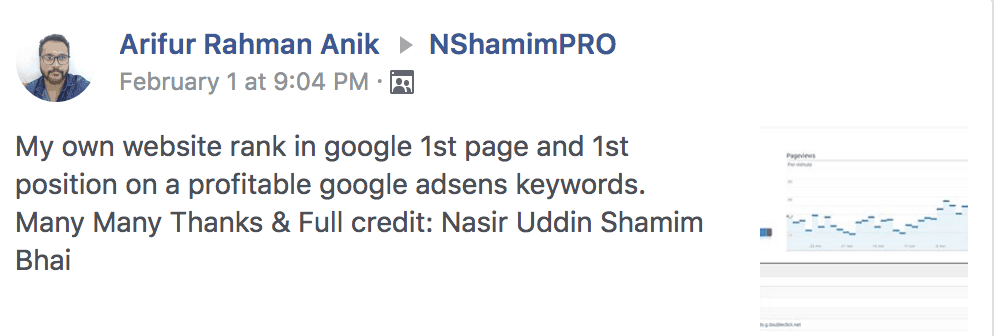 Arifur Rahman Anik ▶ NShamimPRO
February 1 at 9:04 PM ·
My own website rank in google 1st page and 1st
position on a profitable google adsens keywords.
Many Many Thanks & Full credit: Nasir Uddin Shamim
Bhai
Pageviews
Per minute